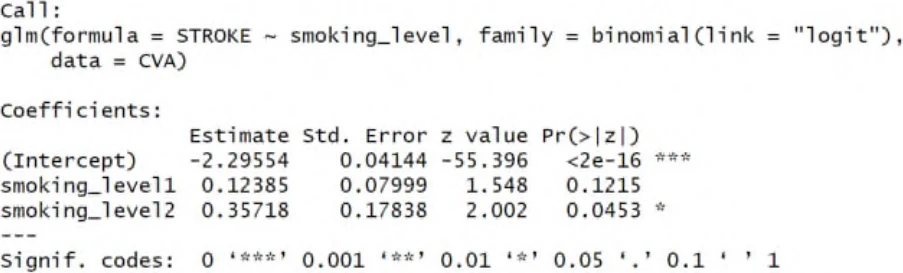 Call:
glm(formula = STROKE ~ smoking_level, family = binomial(link = "logit"),
    data = CVA)
Coefficients:
               Estimate Std. Error z value Pr(>|z|)
(Intercept)    -2.29554    0.04144 -55.396   <2e-16 ***
smoking_level1  0.12385    0.07999   1.548   0.1215
smoking_level2  0.35718    0.17838   2.002   0.0453 *
---
Signif. codes:  0 ‘***’ 0.001 ‘**’ 0.01 ‘*’ 0.05 ‘.’ 0.1 ‘ ’ 1